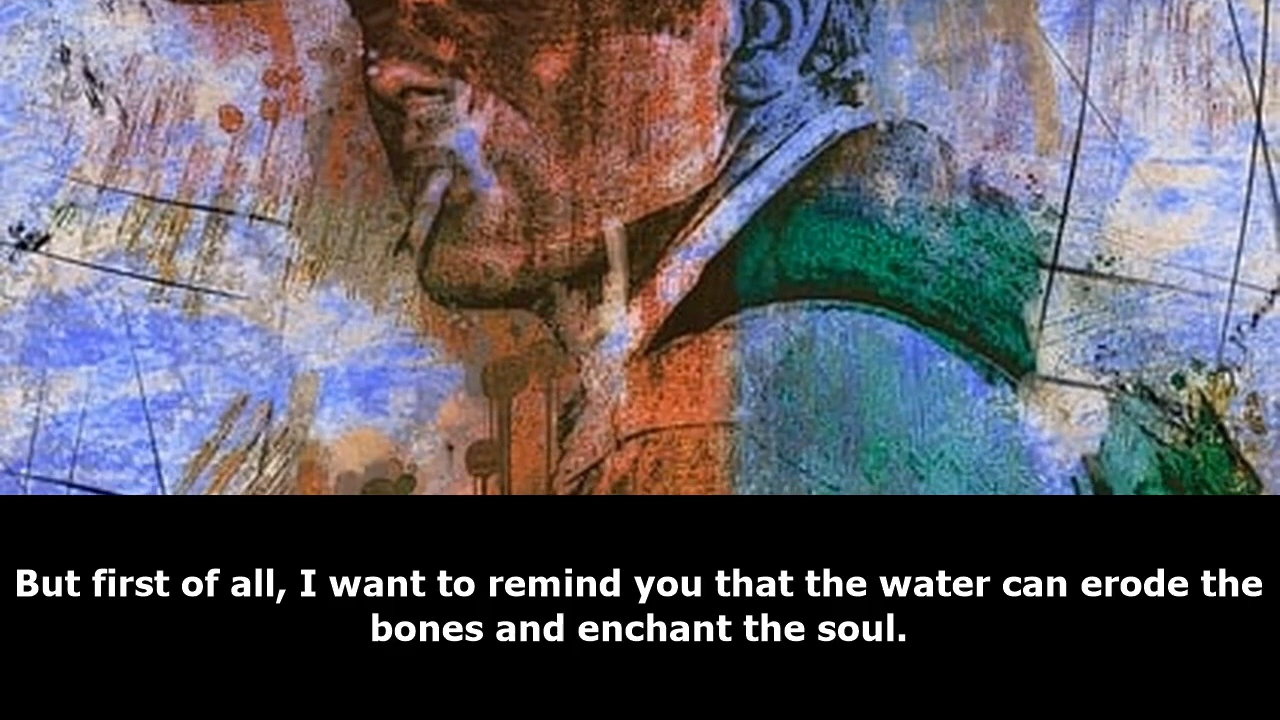 But first of all, I want to remind you that the water can erode the
bones and enchant the soul.